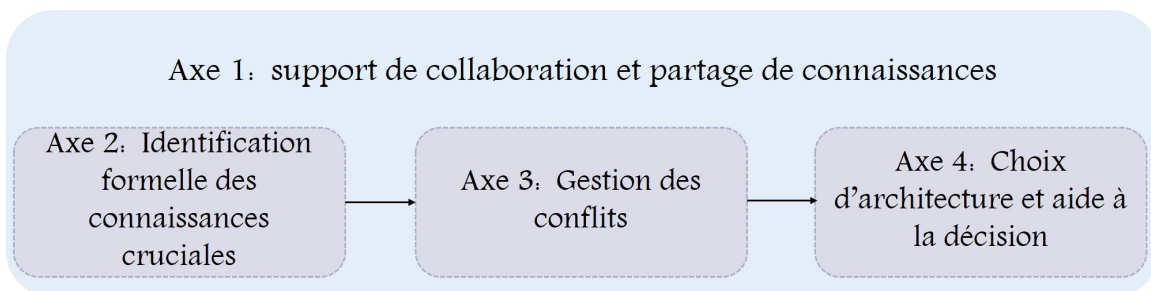 Axe 1: support de collaboration et partage de connaissances
Axe 2: Identification
formelle des
connaissances
cruciales
Axe 3: Gestion des
conflits
Axe 4: Choix
d'architecture et aide à
la décision